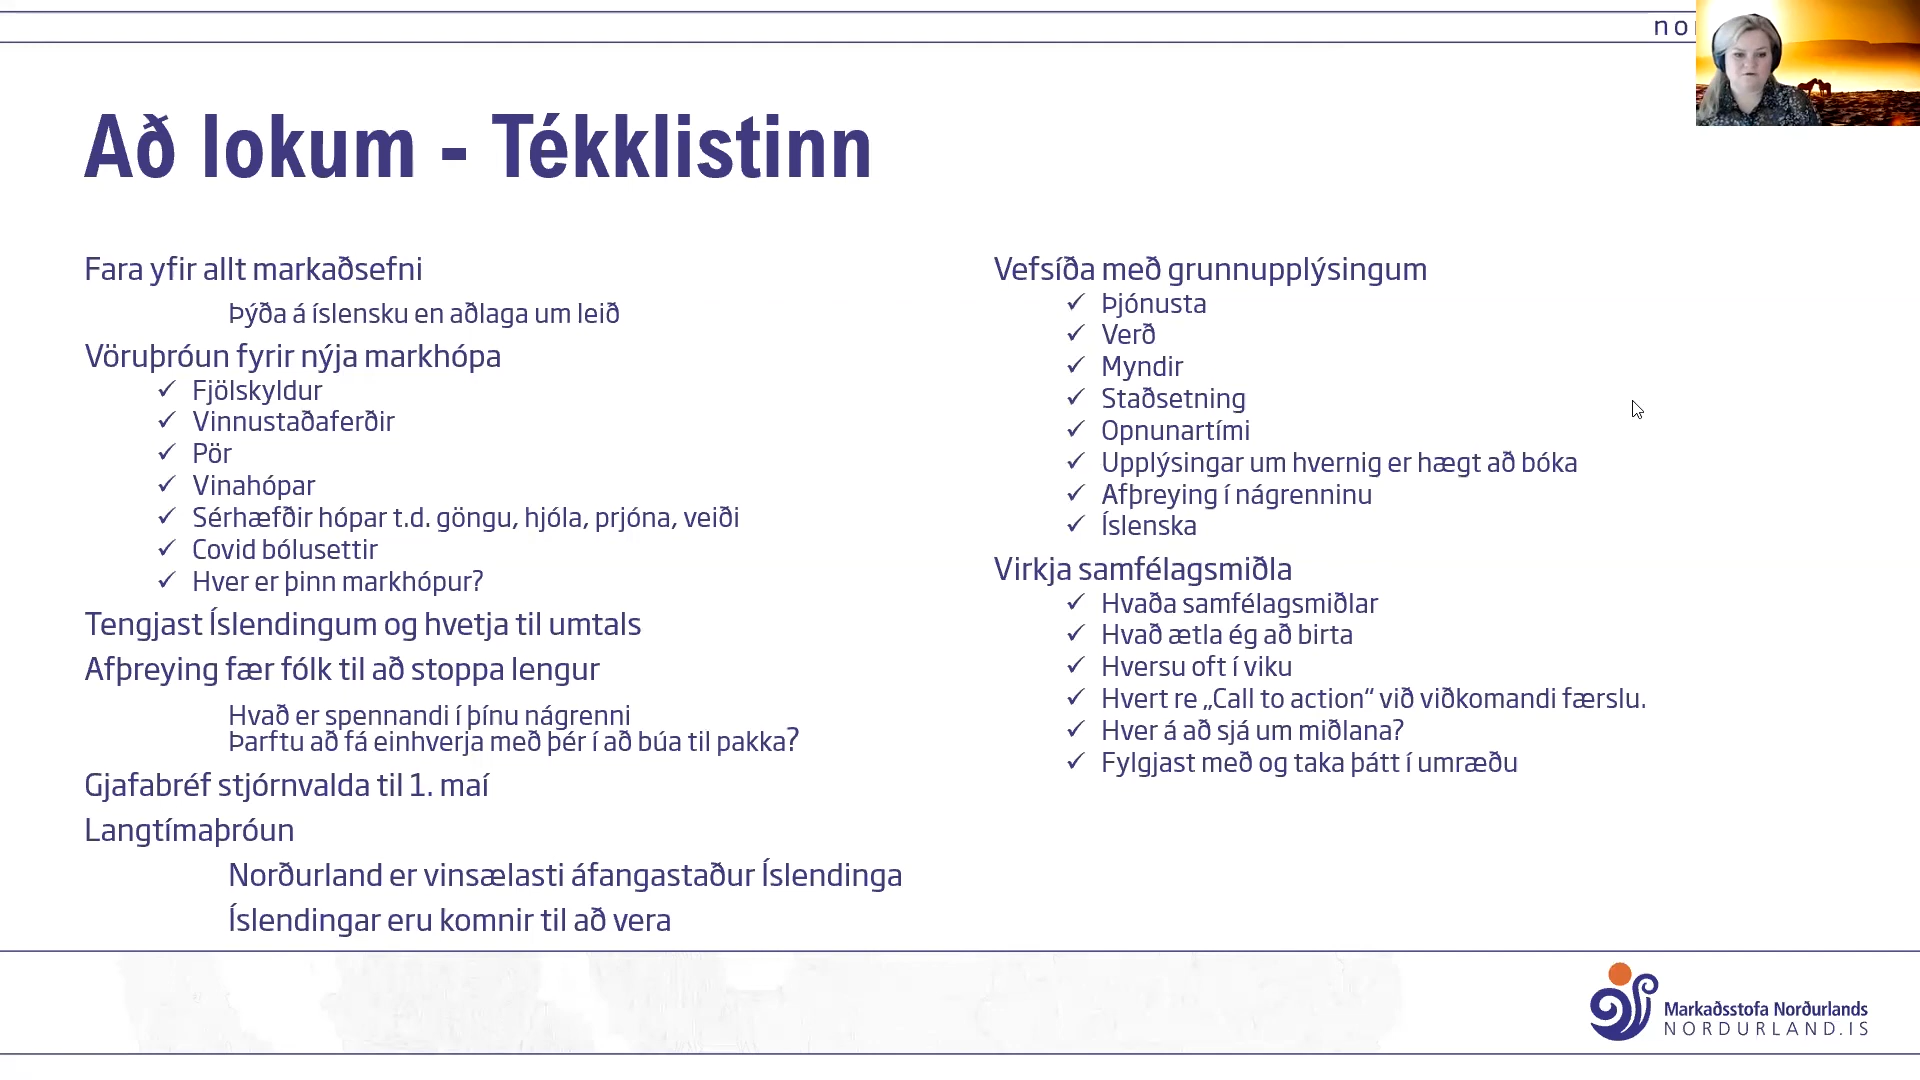 Að lokum - Tékklistinn
Fara yfir allt markaðsefni
Þýða á íslensku en aðlaga um leið
Vöruþróun fyrir nýja markhópa
✓ Fjölskyldur
✓ Vinnustaðaferðir
✓ Pör
✓ Vinahópar
✓ Sérhæfðir hópar t.d. göngu, hjóla, prjóna, veiði
✓ Covid bólusettir
✓ Hver er þinn markhópur?
Tengjast Íslendingum og hvetja til umtals
Afþreying fær fólk til að stoppa lengur
Hvað er spennandi í þínu nágrenni
Þarftu að fá einhverja með þér í að búa til pakka?
Gjafabréf stjórnvalda til 1. maí
Langtímaþróun
Norðurland er vinsælasti áfangastaður Íslendinga
Íslendingar eru komnir til að vera
Vefsíða með grunnupplýsingum
✓ Þjónusta
✓ Verð
✓ Myndir
✓ Staðsetning
✓ Opnunartími
✓ Upplýsingar um hvernig er hægt að bóka
✓ Afþreying í nágrenninu
✓ Íslenska
Virkja samfélagsmiðla
✓ Hvaða samfélagsmiðlar
✓ Hvað ætla ég að birta
✓ Hversu oft í viku
✓ Hvert re „Call to action“ við viðkomandi færslu.
✓ Hver á að sjá um miðlana?
✓ Fylgjast með og taka þátt í umræðu
Markaðsstofa Norðurlands
NORDURLAND.IS